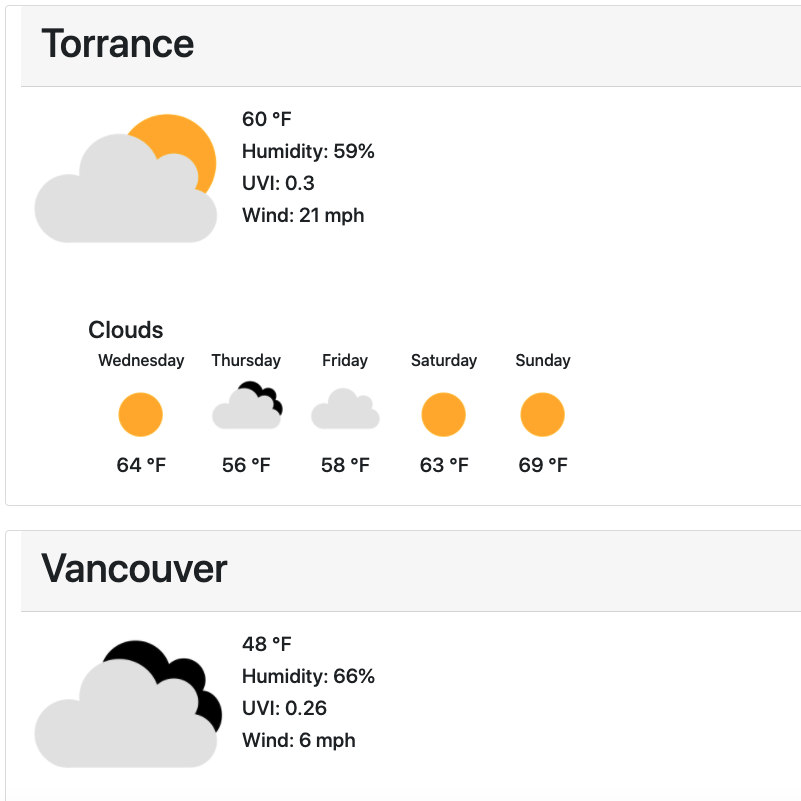 Torrance
60 °F
Humidity: 59%
UVI: 0.3
Wind: 21 mph
Clouds
Wednesday Thursday Friday Saturday Sunday
64 °F 56 °F 58 °F 63 °F 69 °F
Vancouver
48 °F
Humidity: 66%
UVI: 0.26
Wind: 6 mph